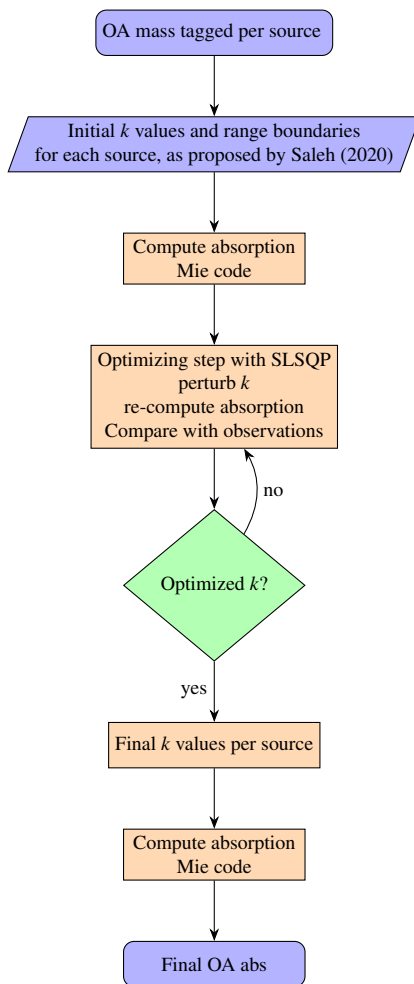 OA mass tagged per source
Initial k values and range boundaries
for each source, as proposed by Saleh (2020)
Compute absorption
Mie code
Optimizing step with SLSQP
perturb k
re-compute absorption
Compare with observations
no
Optimized k?
yes
Final k values per source
Compute absorption
Mie code
Final OA abs